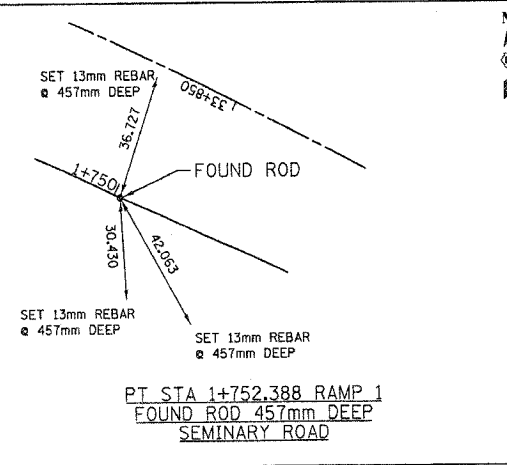 SET 13mm REBAR
@ 457mm DEEP
33+850
36.727
1+750
FOUND ROD
30.430
42.063
SET 13mm REBAR
@ 457mm DEEP
SET 13mm REBAR
@ 457mm DEEP
PT STA 1+752.388 RAMP 1
FOUND ROD 457mm DEEP
SEMINARY ROAD